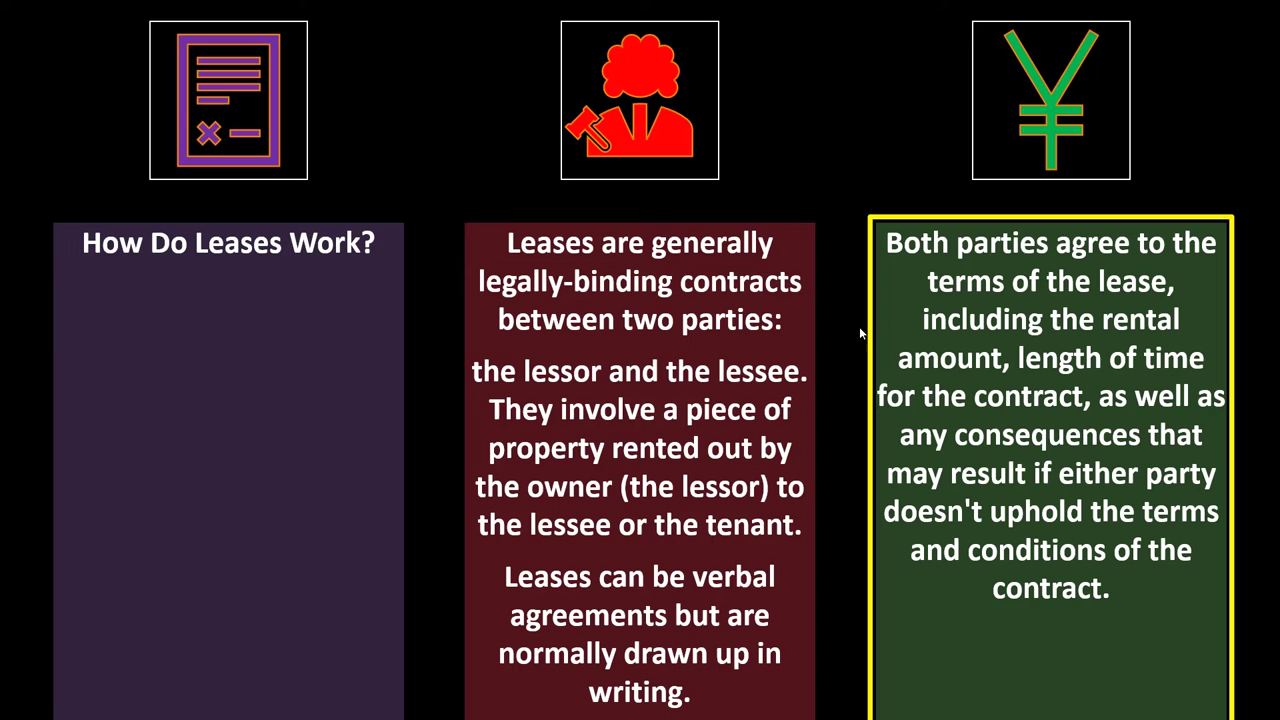 How Do Leases Work?
Leases are generally
legally-binding contracts
between two parties:
the lessor and the lessee.
They involve a piece of
property rented out by
the owner (the lessor) to
the lessee or the tenant.
Leases can be verbal
agreements but are
normally drawn up in
writing.
Both parties agree to the
terms of the lease,
including the rental
amount, length of time
for the contract, as well as
any consequences that
may result if either party
doesn't uphold the terms
and conditions of the
contract.